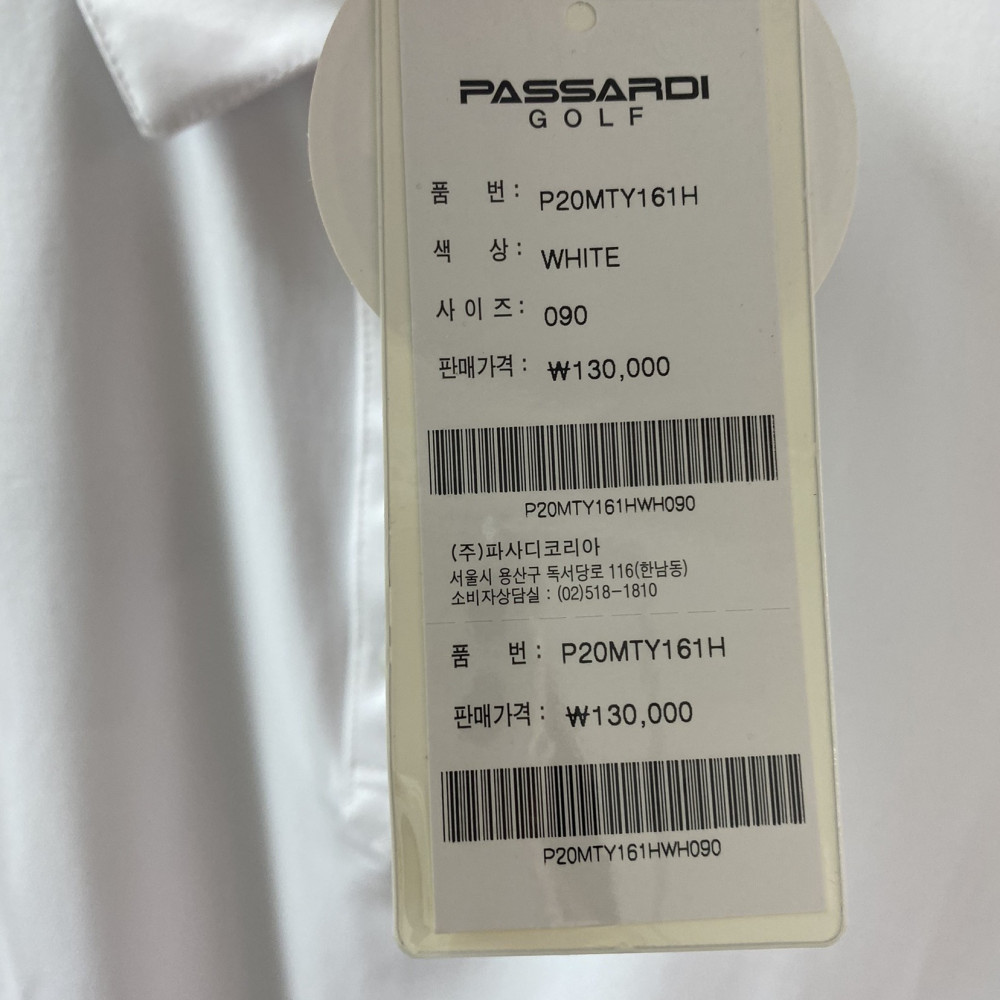 PASSARDI
GOLF
품 번 : P20MTY161H
색 상 : WHITE
사 이 즈 : 090
판매가격 : ₩130,000
P20MTY161HWH090
(주)파사디코리아
서울시 용산구 독서당로 116(한남동)
소비자상담실 : (02)518-1810
품 번 : P20MTY161H
판매가격 : ₩130,000
P20MTY161HWH090